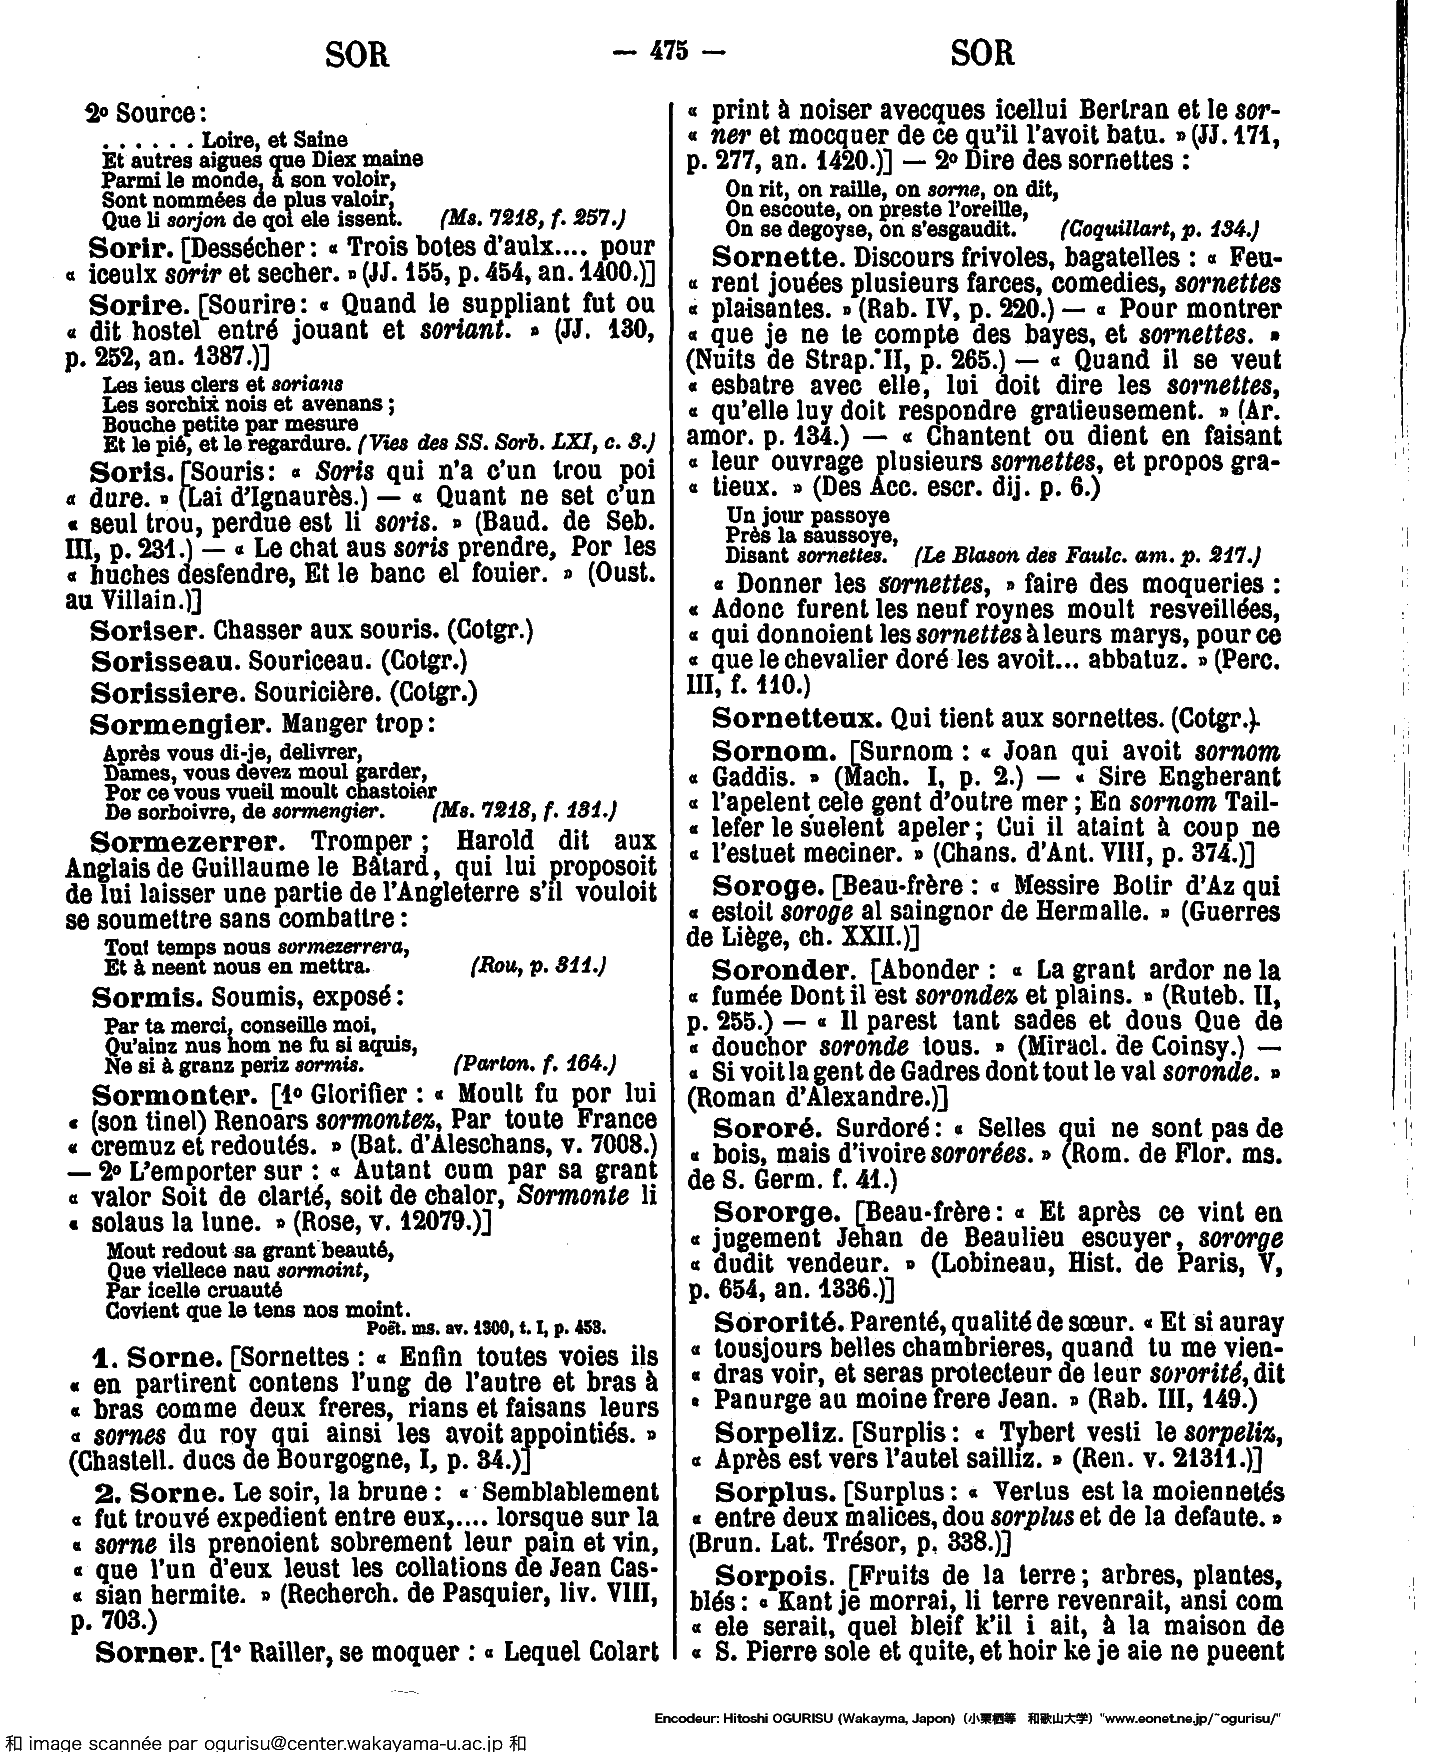 SOR
— 475 —
SOR
2º Source :
. . . . . . Loire, et Saine
Et autres aigues que Diex maine
Parmi le monde, à son voloir,
Sont nommées de plus valoir,
Que li sorjon de qoi ele issent. (Ms. 7218, f. 257.)
Sorir. [Dessécher : « Trois botes d'aulx.... pour
« iceulx sorir et secher. » (JJ. 155, p. 454, an. 1400.)]
Sorire. [Sourire : « Quand le suppliant fut ou
« dit hostel entré jouant et soriant. » (JJ. 130,
p. 252, an. 1387.)]
Les ieus clers et sorians
Les sorchix nois et avenans ;
Bouche petite par mesure
Et le pié, et le regardure. (Vies des SS. Sorb. LXI, c. 3.)
Soris. [Souris : « Soris qui n'a c'un trou poi
« dure. » (Lai d'Ignaurès.) — « Quant ne set c'un
« seul trou, perdue est li soris. » (Baud. de Seb.
III, p. 231.) — « Le chat aus soris prendre, Por les
« huches desfendre, Et le banc el fouier. » (Oust.
au Villain.)]
Soriser. Chasser aux souris. (Cotgr.)
Sorisseau. Souriceau. (Cotgr.)
Sorissiere. Souricière. (Cotgr.)
Sormengier. Manger trop :
Après vous di-je, delivrer,
Dames, vous devez moul garder,
Por ce vous vueil moult chastoier
De sorboivre, de sormengier. (Ms. 7218, f. 131.)
Sormezerrer. Tromper ; Harold dit aux
Anglais de Guillaume le Bâtard, qui lui proposoit
de lui laisser une partie de l'Angleterre s'il vouloit
se soumettre sans combattre :
Tout temps nous sormezerrera,
Et à neent nous en mettra. (Rou, p. 311.)
Sormis. Soumis, exposé :
Par ta merci, conseille moi,
Qu'ainz nus hom ne fu si aquis,
Ne si à granz periz sormis. (Parton. f. 164.)
Sormonter. [1º Glorifier : « Moult fu por lui
« (son tinel) Renoars sormontez, Par toute France
« cremuz et redoutés. » (Bat. d'Aleschans, v. 7008.)
— 2º L'emporter sur : « Autant cum par sa grant
« valor Soit de clarté, soit de chalor, Sormonte li
« solaus la lune. » (Rose, v. 12079.)]
Mout redout sa grant beauté,
Que viellece nau sormoint,
Par icelle cruauté
Covient que le tens nos moint.
Poët. ms. av. 1300, t. I, p. 453.
1. Sorne. [Sornettes : « Enfin toutes voies ils
« en partirent contens l'ung de l'autre et bras à
« bras comme deux freres, rians et faisans leurs
« sornes du roy qui ainsi les avoit appointiés. »
(Chastell. ducs de Bourgogne, I, p. 34.)]
2. Sorne. Le soir, la brune : « Semblablement
« fut trouvé expedient entre eux,.... lorsque sur la
« sorne ils prenoient sobrement leur pain et vin,
« que l'un d'eux leust les collations de Jean Cas-
« sian hermite. » (Recherch. de Pasquier, liv. VIII,
p. 703.)
Sorner. [1º Railler, se moquer : « Lequel Colart
« print à noiser avecques icellui Bertran et le sor-
« ner et mocquer de ce qu'il l'avoit batu. » (JJ. 171,
p. 277, an. 1420.)] — 2º Dire des sornettes :
On rit, on raille, on sorne, on dit,
On escoute, on preste l'oreille,
On se degoyse, on s'esgaudit. (Coquillart, p. 134.)
Sornette. Discours frivoles, bagatelles : « Feu-
« rent jouées plusieurs farces, comedies, sornettes
« plaisantes. » (Rab. IV, p. 220.) — « Pour montrer
« que je ne te compte des bayes, et sornettes. »
(Nuits de Strap. II, p. 265.) — « Quand il se veut
« esbatre avec elle, lui doit dire les sornettes,
« qu'elle luy doit respondre gratieusement. » (Ar.
amor. p. 134.) — « Chantent ou dient en faisant
« leur ouvrage plusieurs sornettes, et propos gra-
« tieux. » (Des Acc. escr. dij. p. 6.)
Un jour passoye
Près la saussoye,
Disant sornettes. (Le Blason des Faulc. am. p. 217.)
« Donner les sornettes, » faire des moqueries :
« Adonc furent les neuf roynes moult resveillées,
« qui donnoient les sornettes à leurs marys, pour ce
« que le chevalier doré les avoit... abbatuz. » (Perc.
III, f. 110.)
Sornetteux. Qui tient aux sornettes. (Cotgr.).
Sornom. [Surnom : « Joan qui avoit sornom
« Gaddis. » (Mach. I, p. 2.) — « Sire Engherant
« l'apelent cele gent d'outre mer ; En sornom Tail-
« lefer le suelent apeler ; Cui il ataint à coup ne
« l'estuet meciner. » (Chans. d'Ant. VIII, p. 374.)]
Soroge. [Beau-frère : « Messire Bolir d'Az qui
« estoit soroge al saingnor de Hermalle. » (Guerres
de Liège, ch. XXII.)]
Soronder. [Abonder : « La grant ardor ne la
« fumée Dont il est sorondez et plains. » (Ruteb. II,
p. 255.) — « Il parest tant sades et dous Que de
« douchor soronde tous. » (Miracl. de Coinsy.) —
« Si voit la gent de Gadres dont tout le val soronde. »
(Roman d'Alexandre.)]
Sororé. Surdoré : « Selles qui ne sont pas de
« bois, mais d'ivoire sororées. » (Rom. de Flor. ms.
de S. Germ. f. 41.)
Sororge. [Beau-frère : « Et après ce vint en
« jugement Jehan de Beaulieu escuyer, sororge
« dudit vendeur. » (Lobineau, Hist. de Paris, V,
p. 654, an. 1336.)]
Sororité. Parenté, qualité de sœur. « Et si auray
« tousjours belles chambrieres, quand tu me vien-
« dras voir, et seras protecteur de leur sororité, dit
« Panurge au moine frere Jean. » (Rab. III, 149.)
Sorpeliz. [Surplis : « Tybert vesti le sorpeliz,
« Après est vers l'autel sailliz. » (Ren. v. 21311.)]
Sorplus. [Surplus : « Vertus est la moiennetés
« entre deux malices, dou sorplus et de la defaute. »
(Brun. Lat. Trésor, p. 338.)]
Sorpois. [Fruits de la terre ; arbres, plantes,
blés : « Kant je morrai, li terre revenrait, ansi com
« ele serait, quel bleif k'il i ait, à la maison de
« S. Pierre sole et quite, et hoir ke je aie ne pueent
Encodeur: Hitoshi OGURISU (Wakayma, Japon) (小栗栖等 和歌山大学) "www.eonet.ne.jp/~ogurisu/"
和 image scannée par ogurisu@center.wakayama-u.ac.jp 和